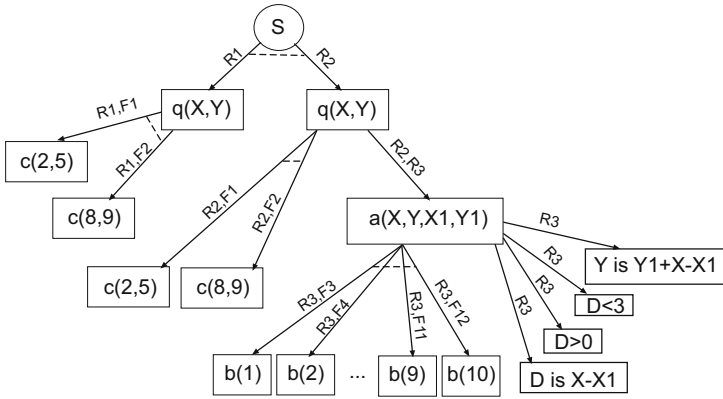 S
R1
R2
q(X,Y)
q(X,Y)
R1,F1
R1,F2
R2,R3
c(2,5)
R2,F1
R2,F2
c(8,9)
a(X,Y,X1,Y1)
R3
Y is Y1+X-X1
R3
D<3
R3
D>0
R3
D is X-X1
c(2,5)
c(8,9)
R3,F3
R3,F4
R3,F11
R3,F12
b(1)
b(2)
...
b(9)
b(10)